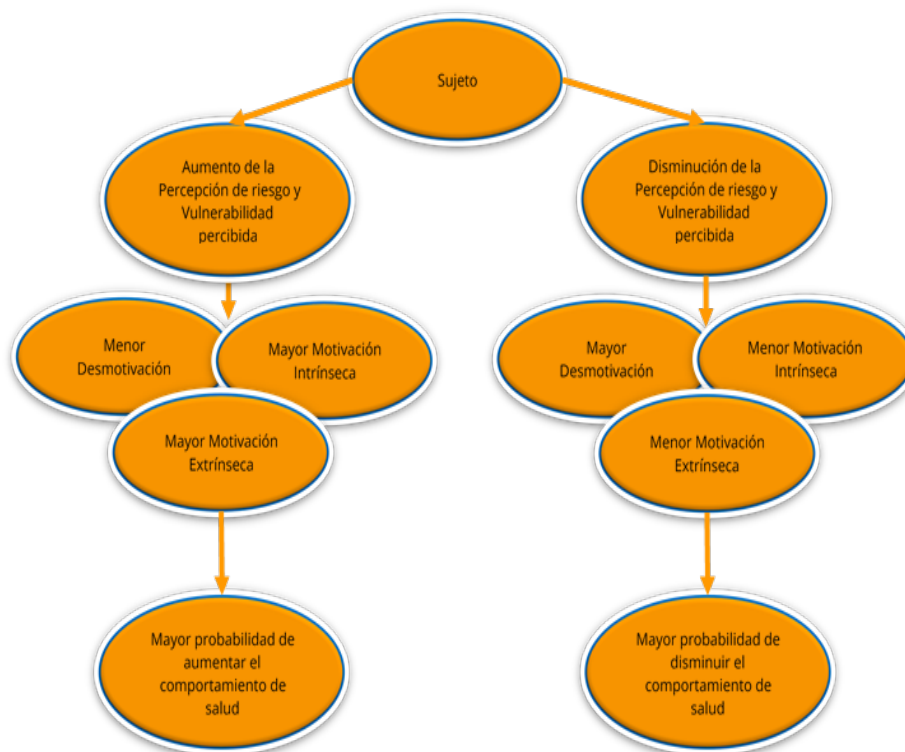 Sujeto
Aumento de la
Percepción de riesgo y
Vulnerabilidad
percibida
Disminución de la
Percepción de riesgo y
Vulnerabilidad
percibida
Menor
Desmotivación
Mayor Motivación
Intrínseca
Mayor Motivación
Extrínseca
Mayor
Desmotivación
Menor Motivación
Intrínseca
Menor Motivación
Extrínseca
Mayor probabilidad de
aumentar el
comportamiento de
salud
Mayor probabilidad de
disminuir el
comportamiento de
salud